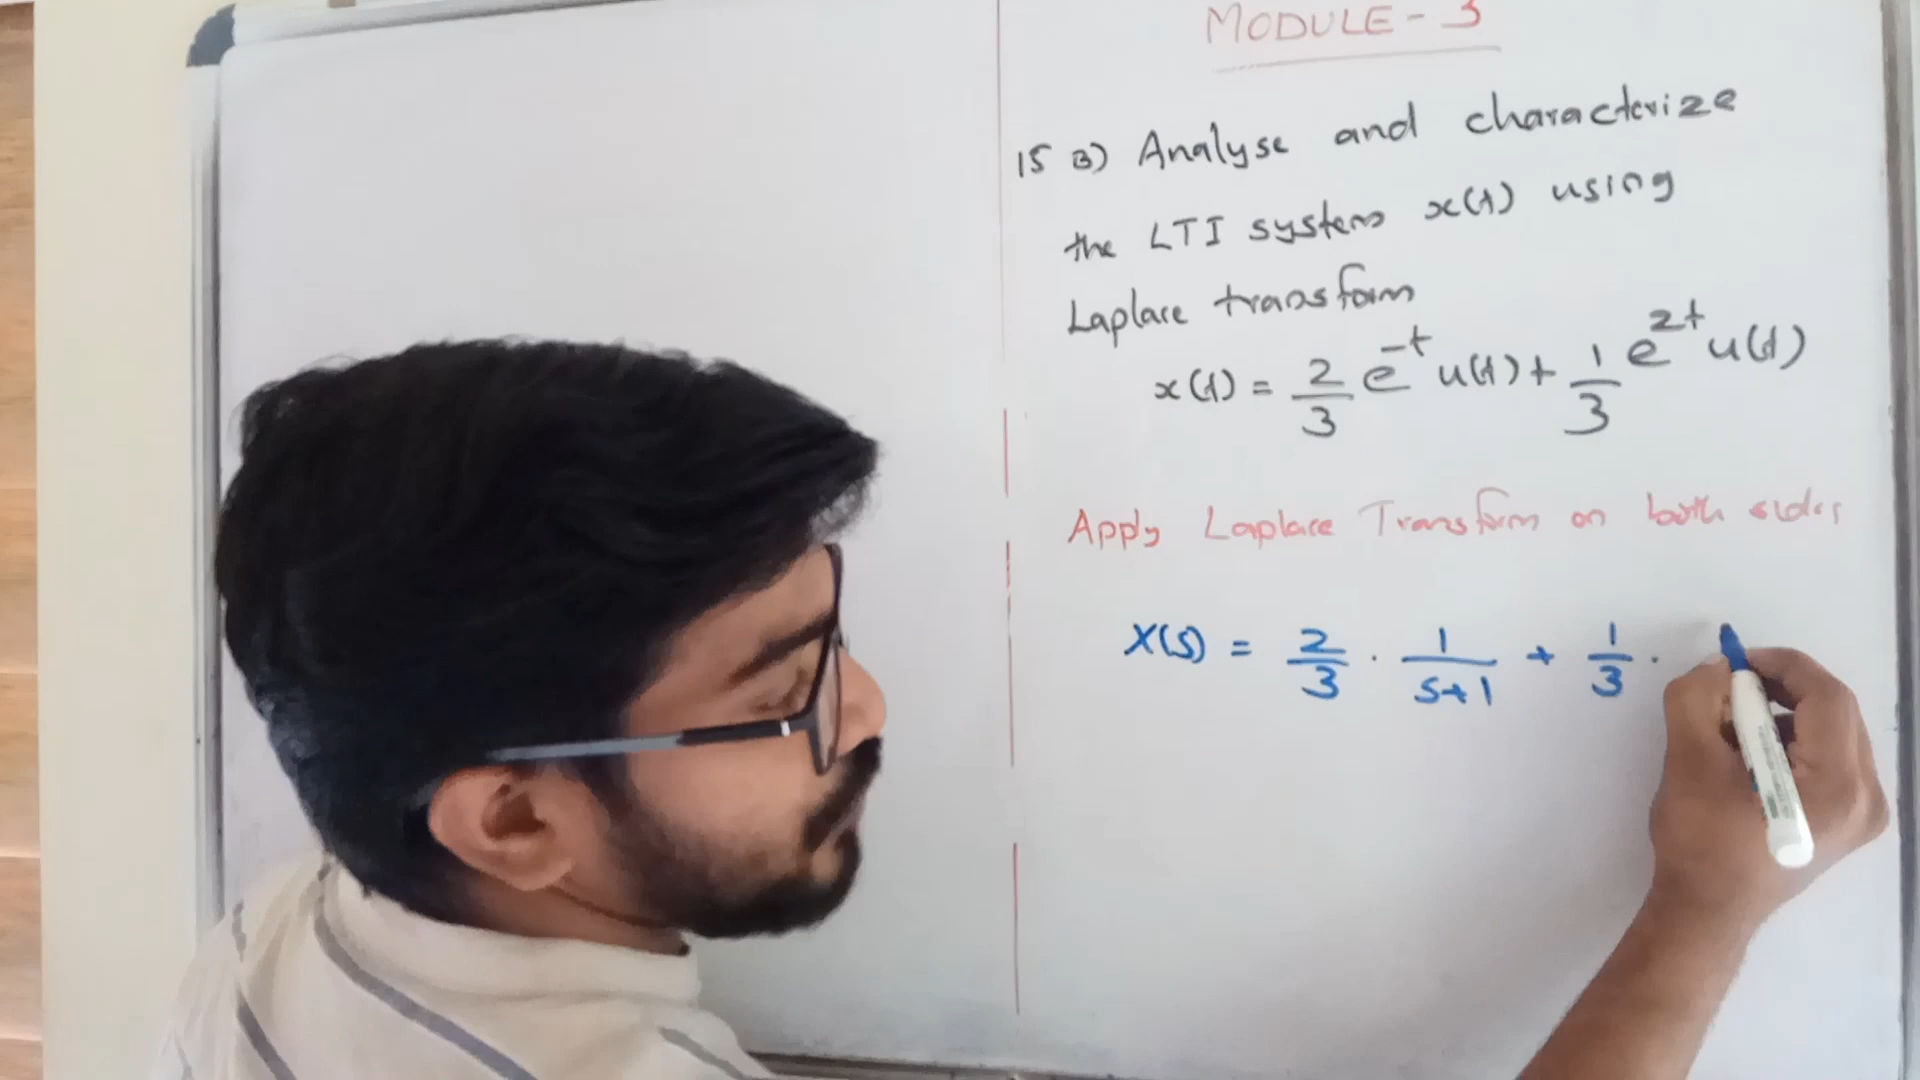 MODULE - 3
15 B) Analyse and characterize
the LTI system x(t) using
Laplace transform
x(t) = 2/3 e^-t u(t) + 1/3 e^2t u(t)
Apply Laplace Transform on both sides
X(s) = 2/3 · 1/s+1 + 1/3 ·